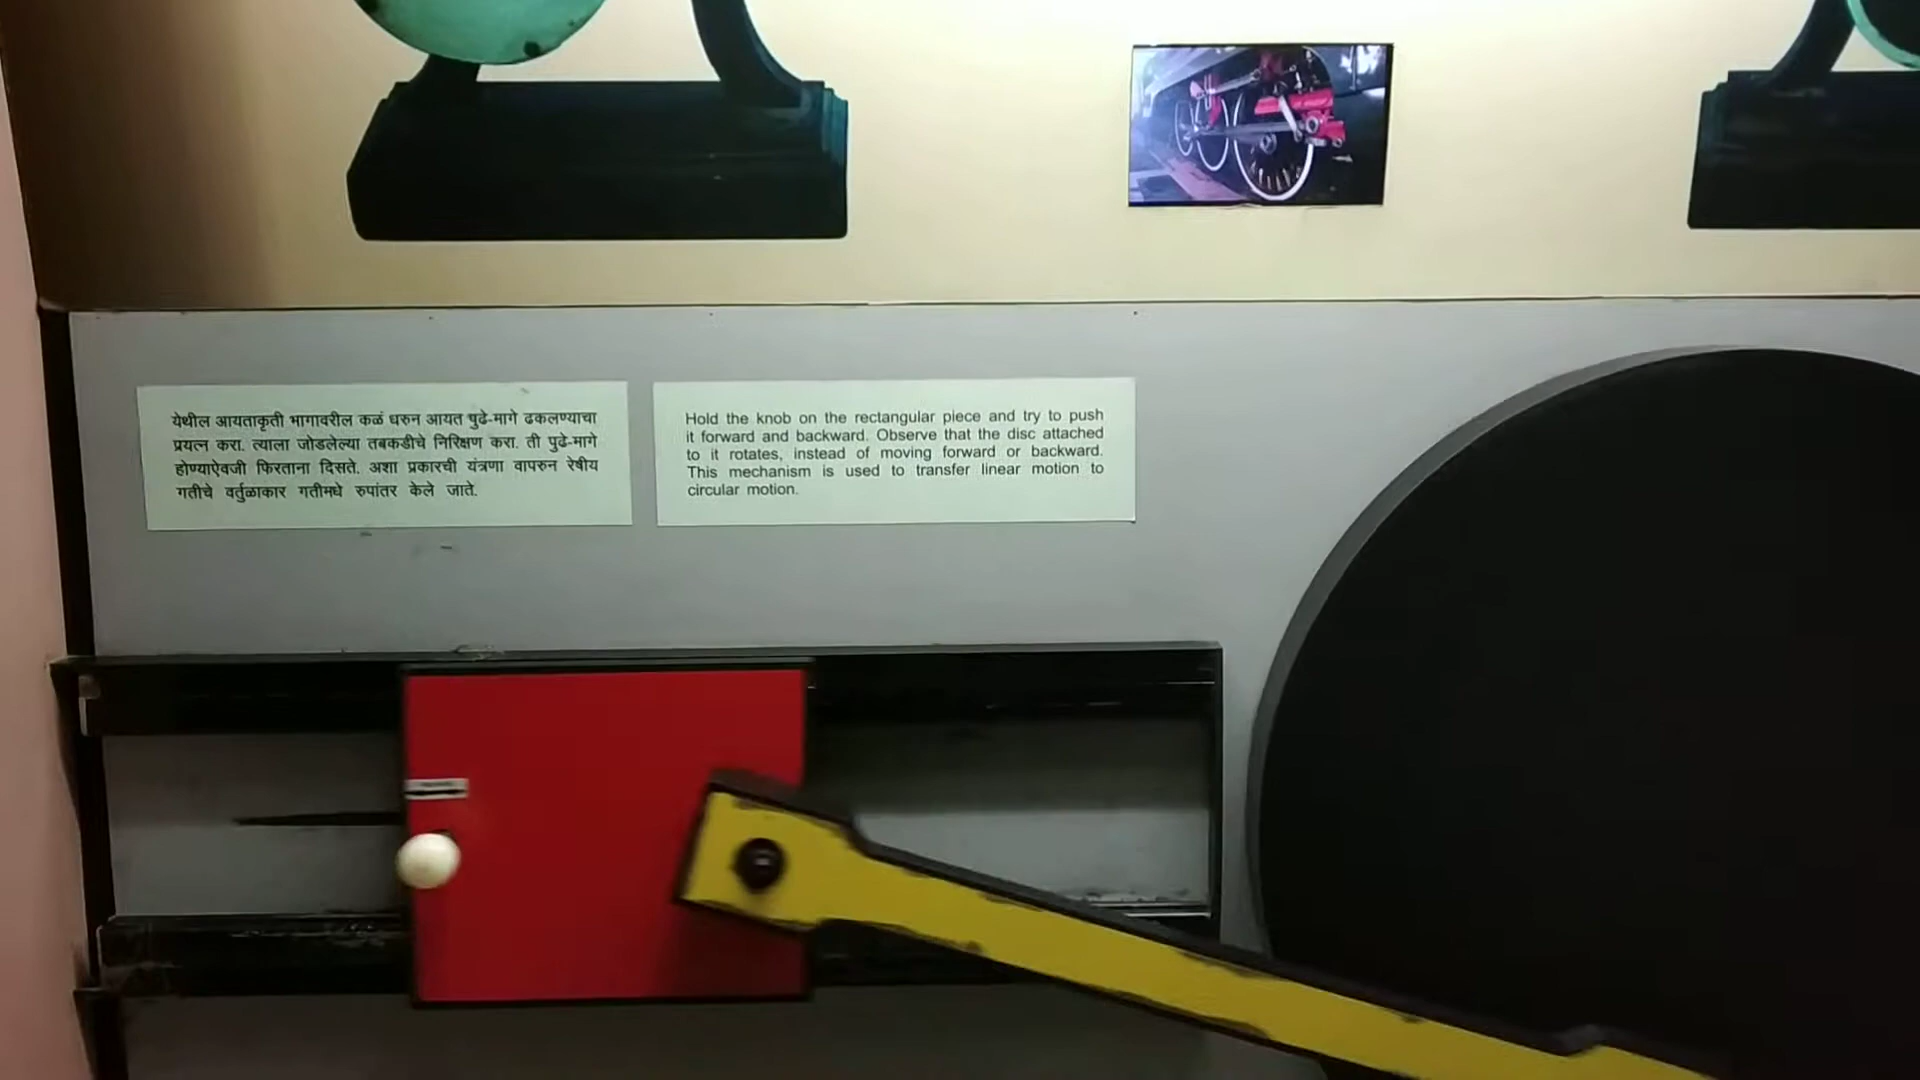 येथील आयताकृती भागावरील कळं धरुन आयत पुढे-मागे ढकलण्याचा
प्रयत्न करा. त्याला जोडलेल्या तबकडीचे निरिक्षण करा. ती पुढे-मागे
होण्याऐवजी फिरताना दिसते. अशा प्रकारची यंत्रणा वापरुन रेषीय
गतीचे वर्तुळाकार गतीमधे रुपांतर केले जाते.
Hold the knob on the rectangular piece and try to push
it forward and backward. Observe that the disc attached
to it rotates, instead of moving forward or backward.
This mechanism is used to transfer linear motion to
circular motion.